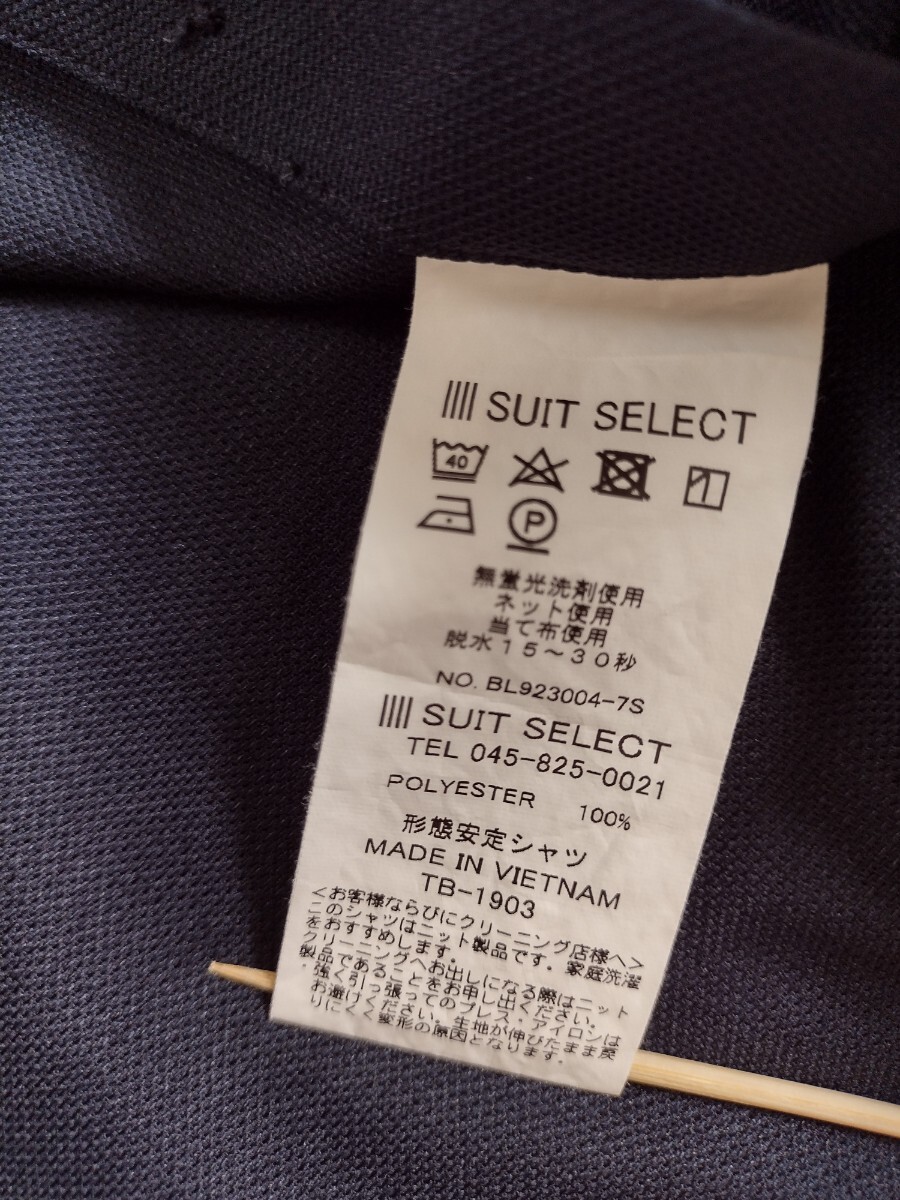 SUIT SELECT
40
P
無蛍光洗剤使用
ネット使用
当て布使用
脱水15～30秒
NO. BL923004-7S
SUIT SELECT
TEL 045-825-0021
POLYESTER 100%
形態安定シャツ
MADE IN VIETNAM
TB-1903
<お客様ならびにクリーニング店様へ>
このシャツはニット製品です。家庭洗濯
をおすすめします。
クリーニングへお出しになる際はニット
製品であることをお申し出ください。
・強く引っ張ってのプレス・アイロンは
お避けください。生地が伸びたまま戻
りにくく変形の原因となります。